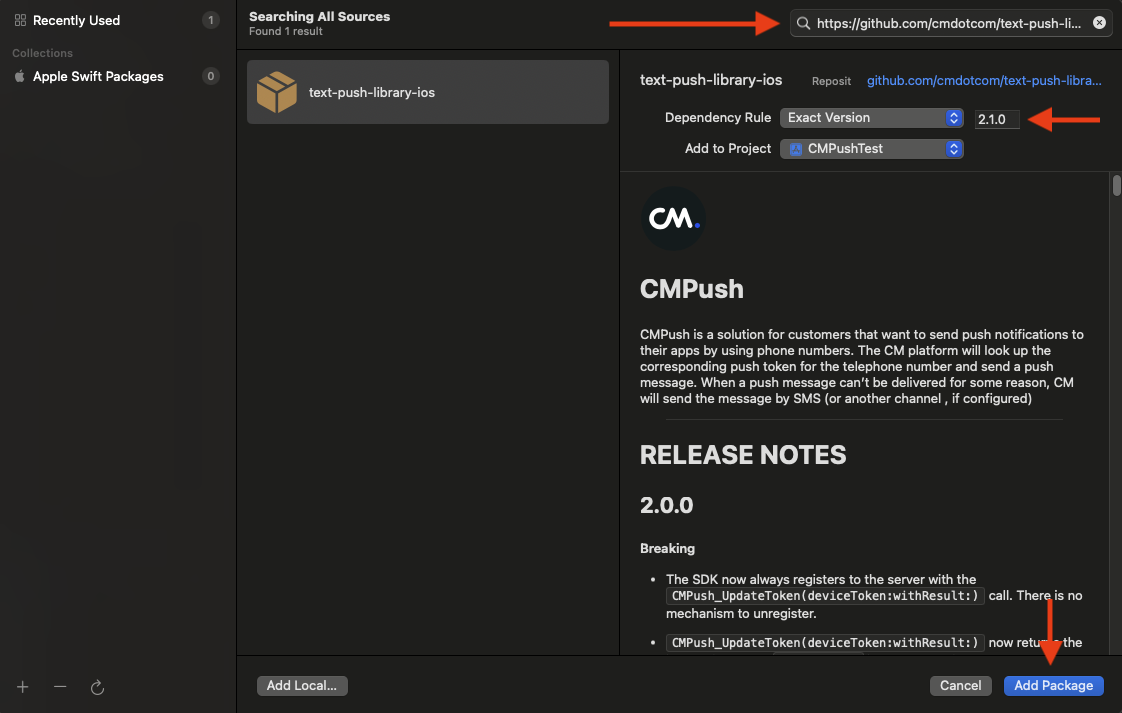 Recently Used 1
Collections
Apple Swift Packages 0
Searching All Sources
Found 1 result
https://github.com/cmdotcom/text-push-li...
text-push-library-ios
text-push-library-ios Reposit github.com/cmdotcom/text-push-libra...
Dependency Rule Exact Version 2.1.0
Add to Project CMPushTest
CM.
CMPush
CMPush is a solution for customers that want to send push notifications to
their apps by using phone numbers. The CM platform will look up the
corresponding push token for the telephone number and send a push
message. When a push message can't be delivered for some reason, CM
will send the message by SMS (or another channel , if configured)
RELEASE NOTES
2.0.0
Breaking
• The SDK now always registers to the server with the
CMPush_UpdateToken(deviceToken:withResult:) call. There is no
mechanism to unregister.
• CMPush_UpdateToken(deviceToken:withResult:) now returns the
Add Local...
Cancel
Add Package